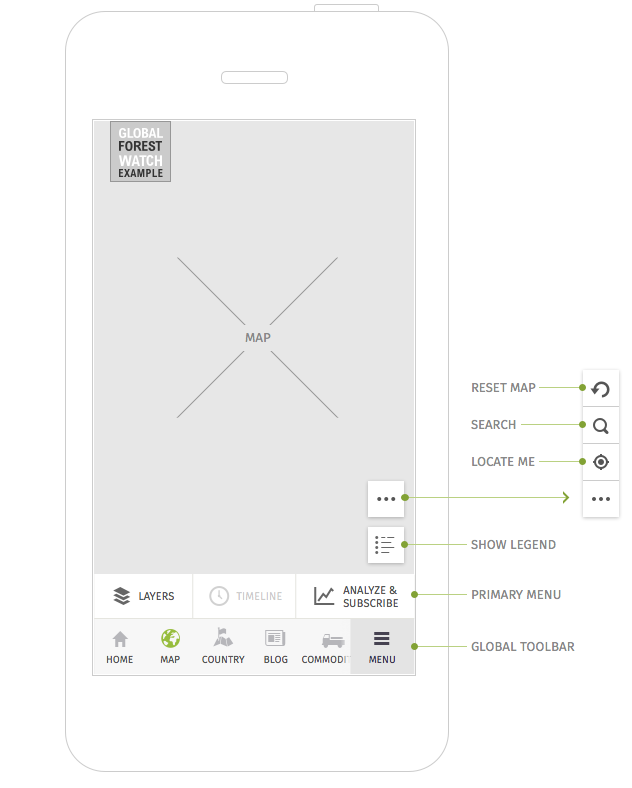 GLOBAL
FOREST
WATCH
EXAMPLE
MAP
RESET MAP
SEARCH
LOCATE ME
SHOW LEGEND
LAYERS
TIMELINE
ANALYZE &
SUBSCRIBE
PRIMARY MENU
HOME
MAP
COUNTRY
BLOG
COMMODIT
MENU
GLOBAL TOOLBAR